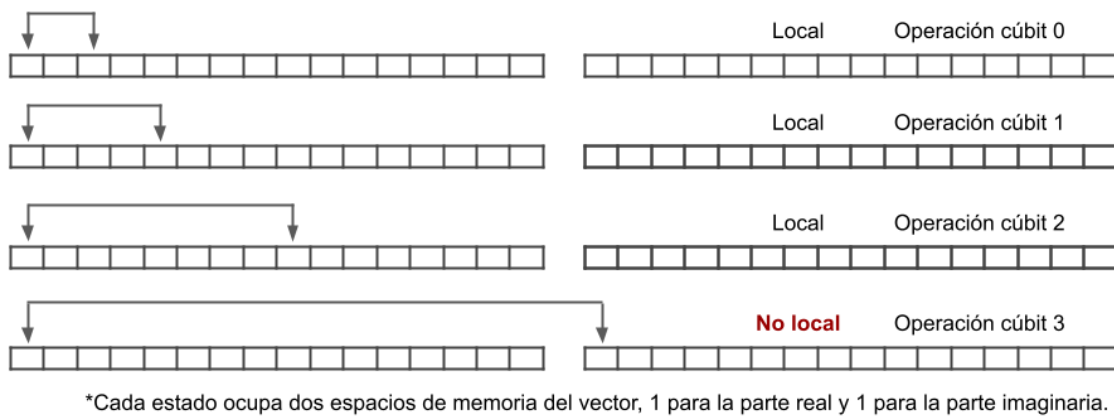 Local Operación cúbit 0
Local Operación cúbit 1
Local Operación cúbit 2
No local Operación cúbit 3
*Cada estado ocupa dos espacios de memoria del vector, 1 para la parte real y 1 para la parte imaginaria.